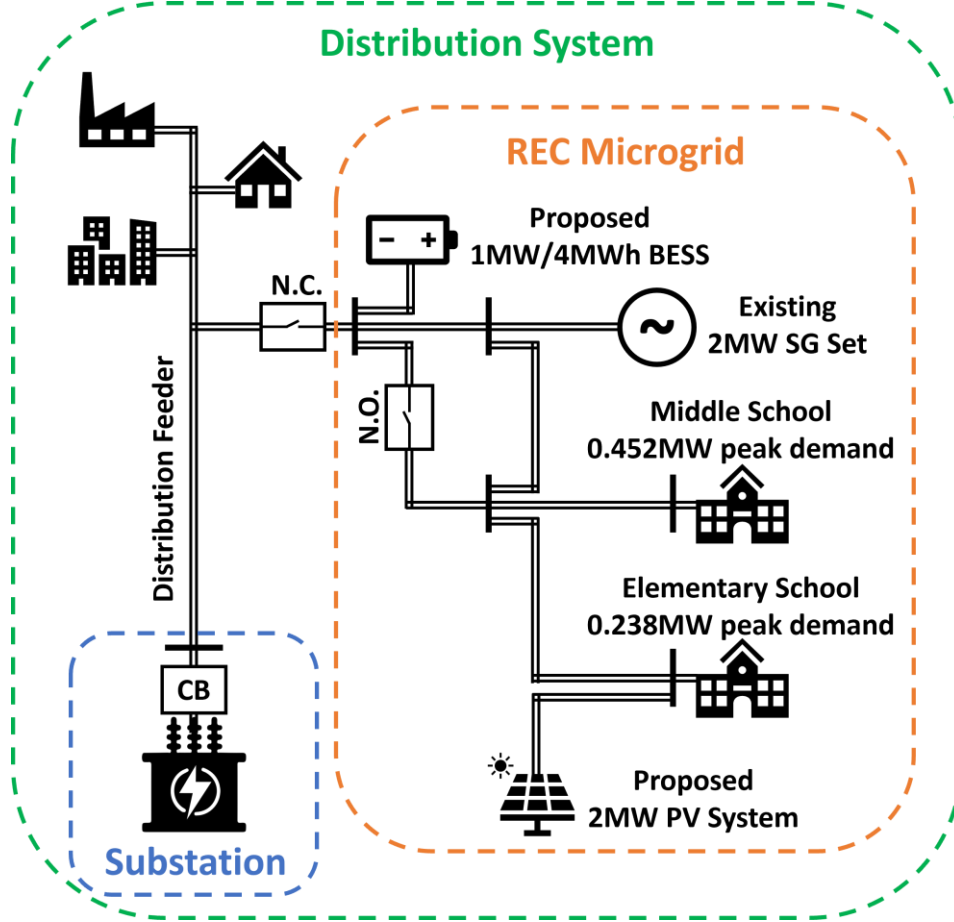 Distribution System
REC Microgrid
Proposed
1MW/4MWh BESS
N.C.
Existing
2MW SG Set
N.O.
Middle School
0.452MW peak demand
Distribution Feeder
Elementary School
0.238MW peak demand
CB
Proposed
2MW PV System
Substation